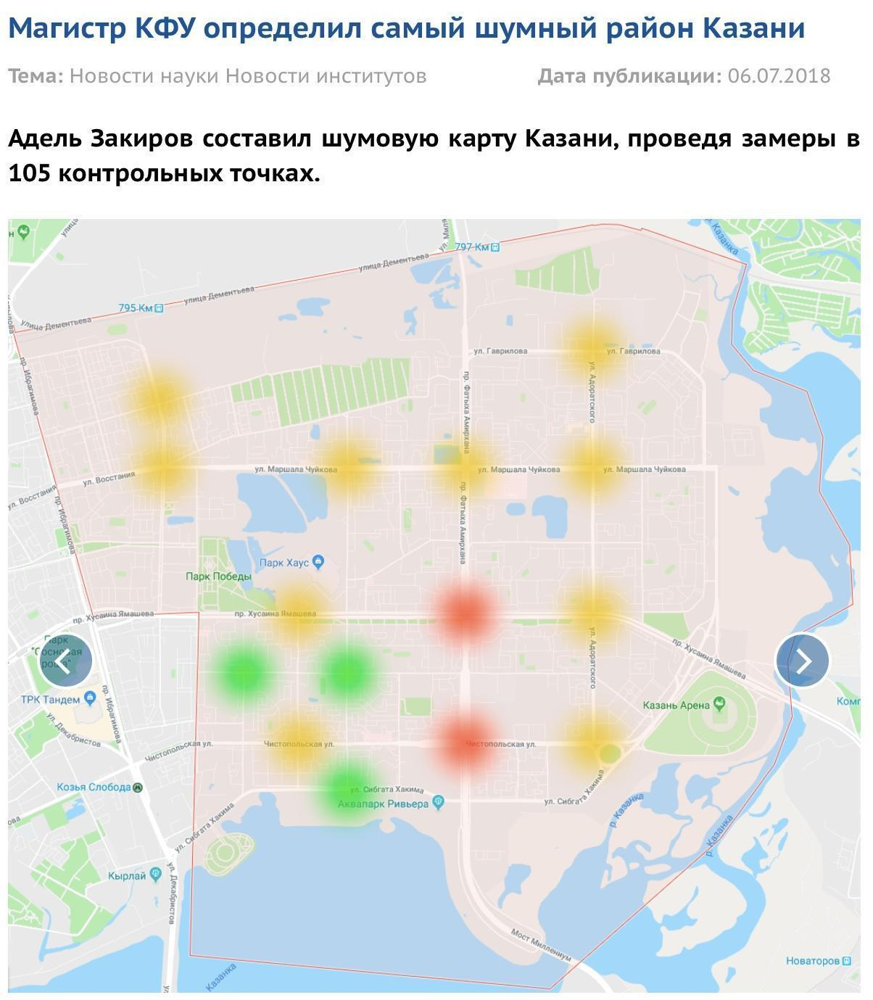 Магистр КФУ определил самый шумный район Казани
Тема: Новости науки Новости институтов
Дата публикации: 06.07.2018
Адель Закиров составил шумовую карту Казани, проведя замеры в
105 контрольных точках.
р. Казанка
797 Км
улица Дементьева
улица Дементьева
795 Км
улица Дементьева
ул. Гаврилова
ул. Гаврилова
пр. Ибрагимова
пр. Фатыха Амирхана
ул. Адоратского
ул. Восстания
ул. Маршала Чуйкова
ул. Маршала Чуйкова
ул. Маршала Чуйкова
ул. Восстания
пр. Ибрагимова
пр. Фатыха Амирхана
Парк Хаус
Парк Победы
пр. Хусаина Ямашева
пр. Хусаина Ямашева
Парк
"Сосновая
роща"
ул. Адоратского
пр. Хусаина Ямашева
ТРК Тандем
пр. Ибрагимова
Казань Арена
Комп
ул. Декабристов
Чистопольская ул.
Чистопольская ул.
Чистопольская ул.
Козья Слобода
ул. Сибгата Хакима
Аквапарк Ривьера
ул. Сибгата Хакима
р. Казанка
р. Казанка
ул. Сибгата Хакима
Кырлай
ул. Декабристов
Мост Миллениум
Новаторов
Казанка